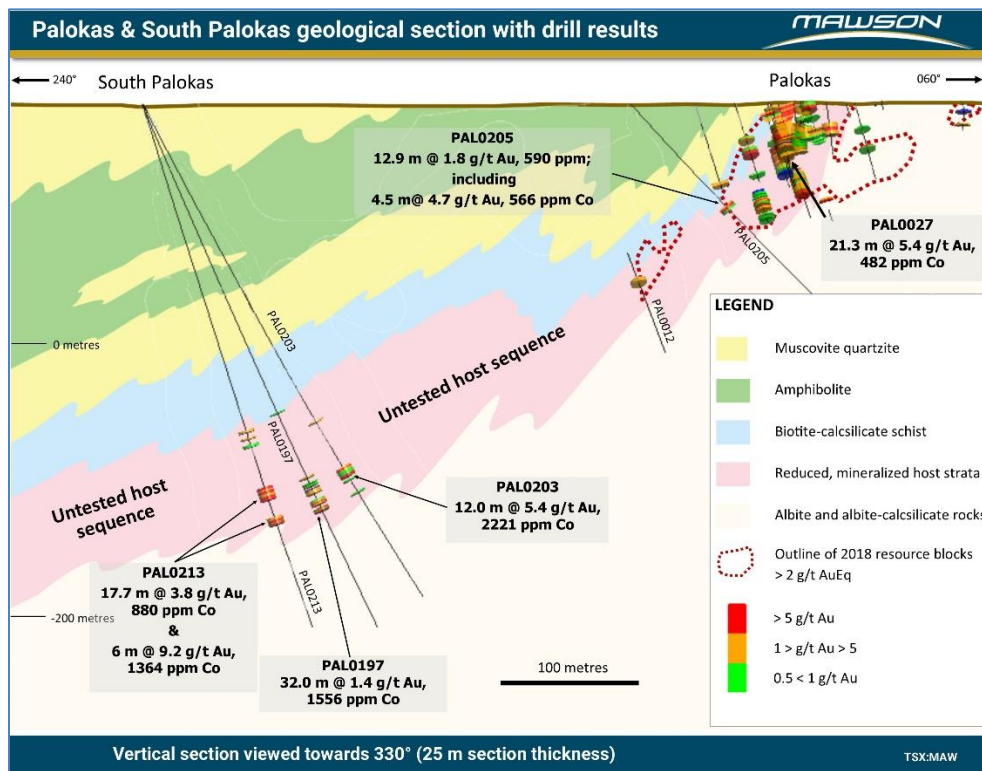 Palokas & South Palokas geological section with drill results
MAWSON
240°
South Palokas
Palokas
060°
PAL0205
12.9 m @ 1.8 g/t Au, 590 ppm;
including
4.5 m@ 4.7 g/t Au, 566 ppm Co
PAL0027
21.3 m @ 5.4 g/t Au,
482 ppm Co
PAL0205
PAL0012
PAL0203
0 metres
Untested host sequence
PAL0197
Untested host
sequence
PAL0203
12.0 m @ 5.4 g/t Au,
2221 ppm Co
PAL0213
17.7 m @ 3.8 g/t Au,
880 ppm Co
&
6 m @ 9.2 g/t Au,
1364 ppm Co
PAL0213
-200 metres
PAL0197
32.0 m @ 1.4 g/t Au,
1556 ppm Co
100 metres
LEGEND
Muscovite quartzite
Amphibolite
Biotite-calcsilicate schist
Reduced, mineralized host strata
Albite and albite-calcsilicate rocks
Outline of 2018 resource blocks
> 2 g/t AuEq
> 5 g/t Au
1 > g/t Au > 5
0.5 < 1 g/t Au
Vertical section viewed towards 330° (25 m section thickness)
TSX:MAW